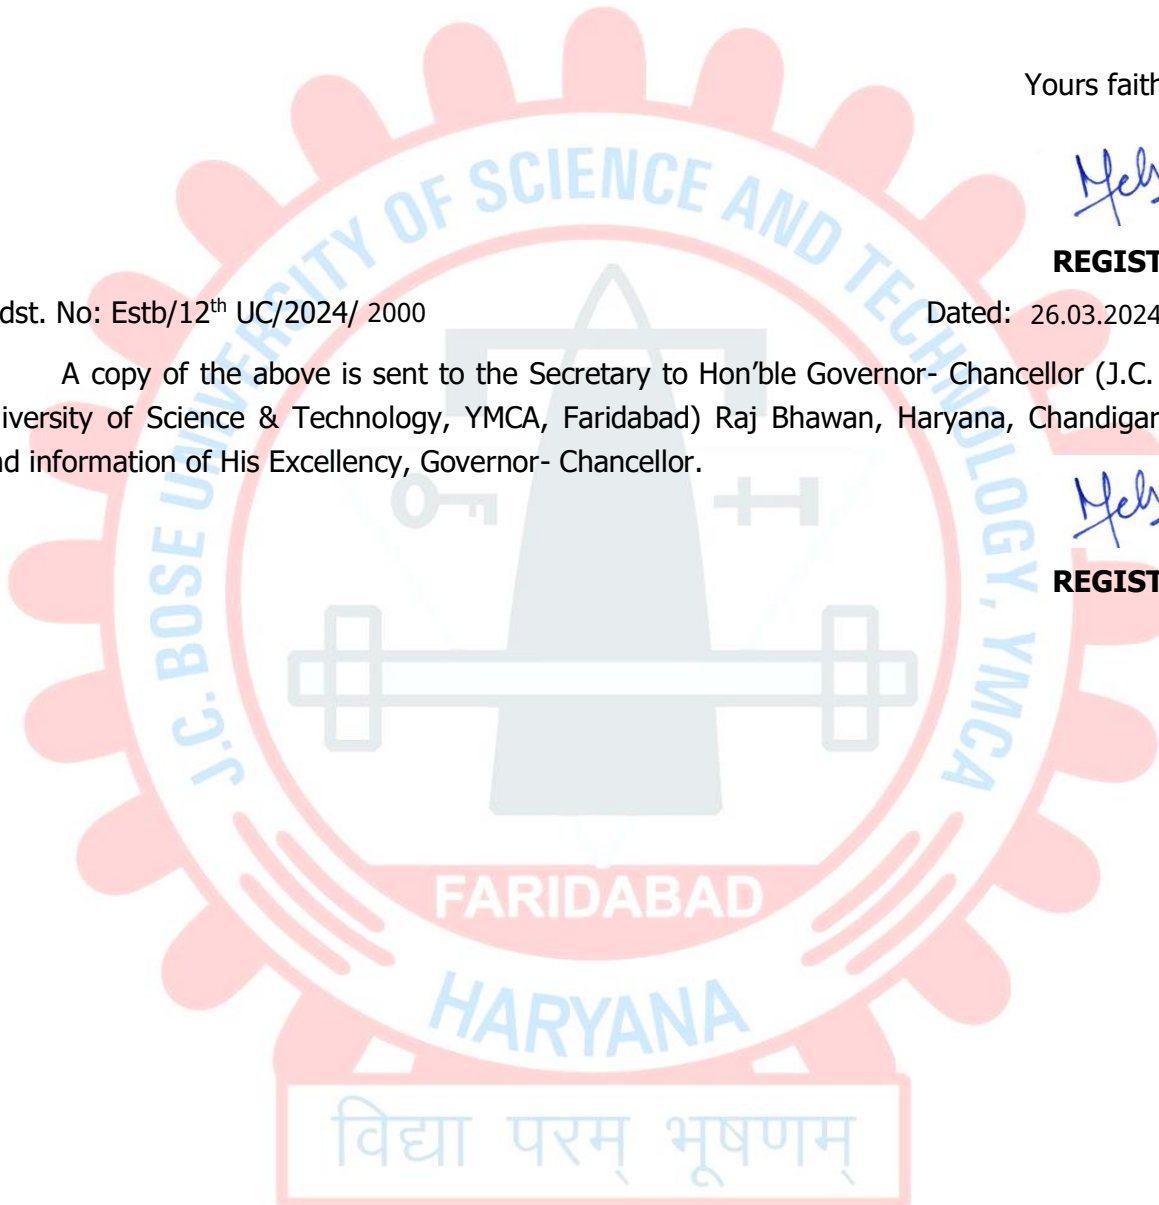 Yours faith
REGIST
dst. No: Estb/12th UC/2024/ 2000 Dated: 26.03.2024
A copy of the above is sent to the Secretary to Hon’ble Governor- Chancellor (J.C.
iversity of Science & Technology, YMCA, Faridabad) Raj Bhawan, Haryana, Chandigar
nd information of His Excellency, Governor- Chancellor.
REGIST
J.C. BOSE UNIVERSITY OF SCIENCE AND TECHNOLOGY, YMCA
FARIDABAD
HARYANA
विद्या परम् भूषणम्